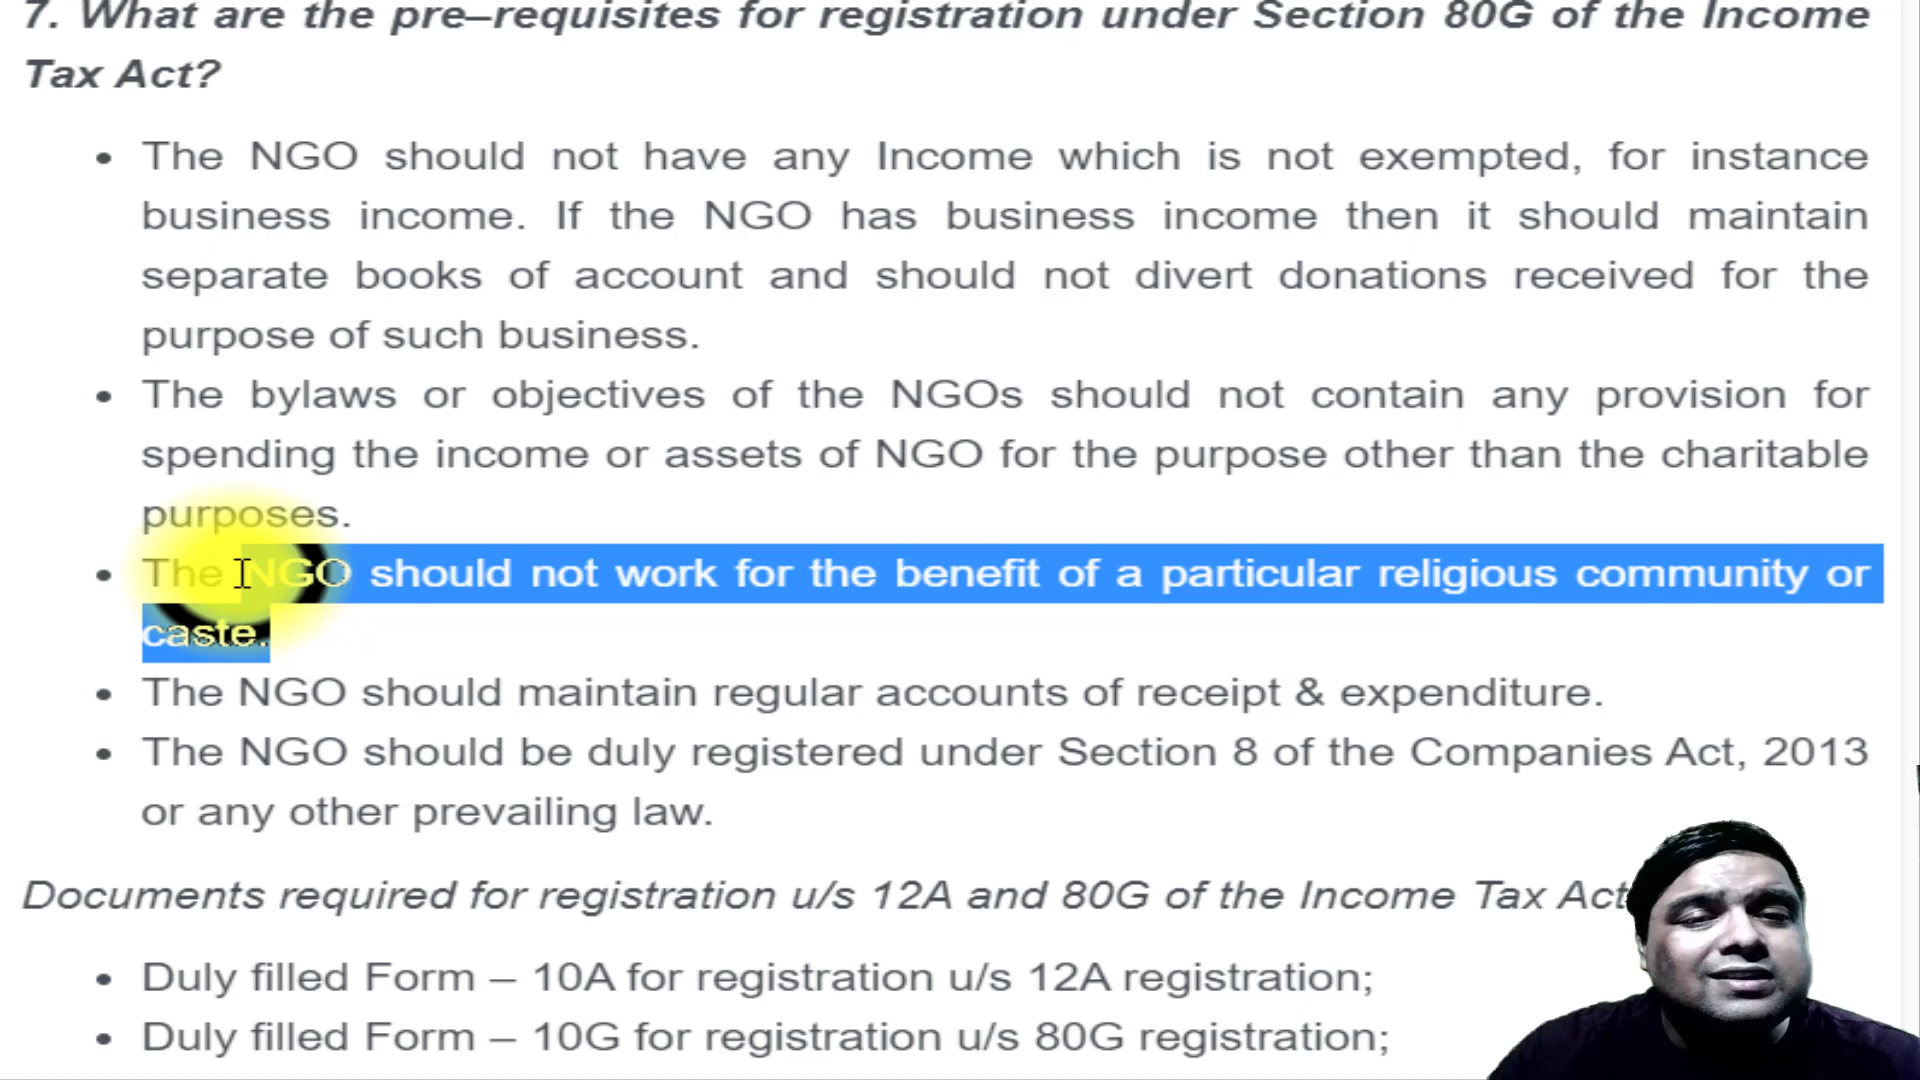 7. What are the pre–requisites for registration under Section 80G of the Income
Tax Act?
• The NGO should not have any Income which is not exempted, for instance
business income. If the NGO has business income then it should maintain
separate books of account and should not divert donations received for the
purpose of such business.
• The bylaws or objectives of the NGOs should not contain any provision for
spending the income or assets of NGO for the purpose other than the charitable
purposes.
• The NGO should not work for the benefit of a particular religious community or
caste.
• The NGO should maintain regular accounts of receipt & expenditure.
• The NGO should be duly registered under Section 8 of the Companies Act, 2013
or any other prevailing law.
Documents required for registration u/s 12A and 80G of the Income Tax Act
• Duly filled Form – 10A for registration u/s 12A registration;
• Duly filled Form – 10G for registration u/s 80G registration;